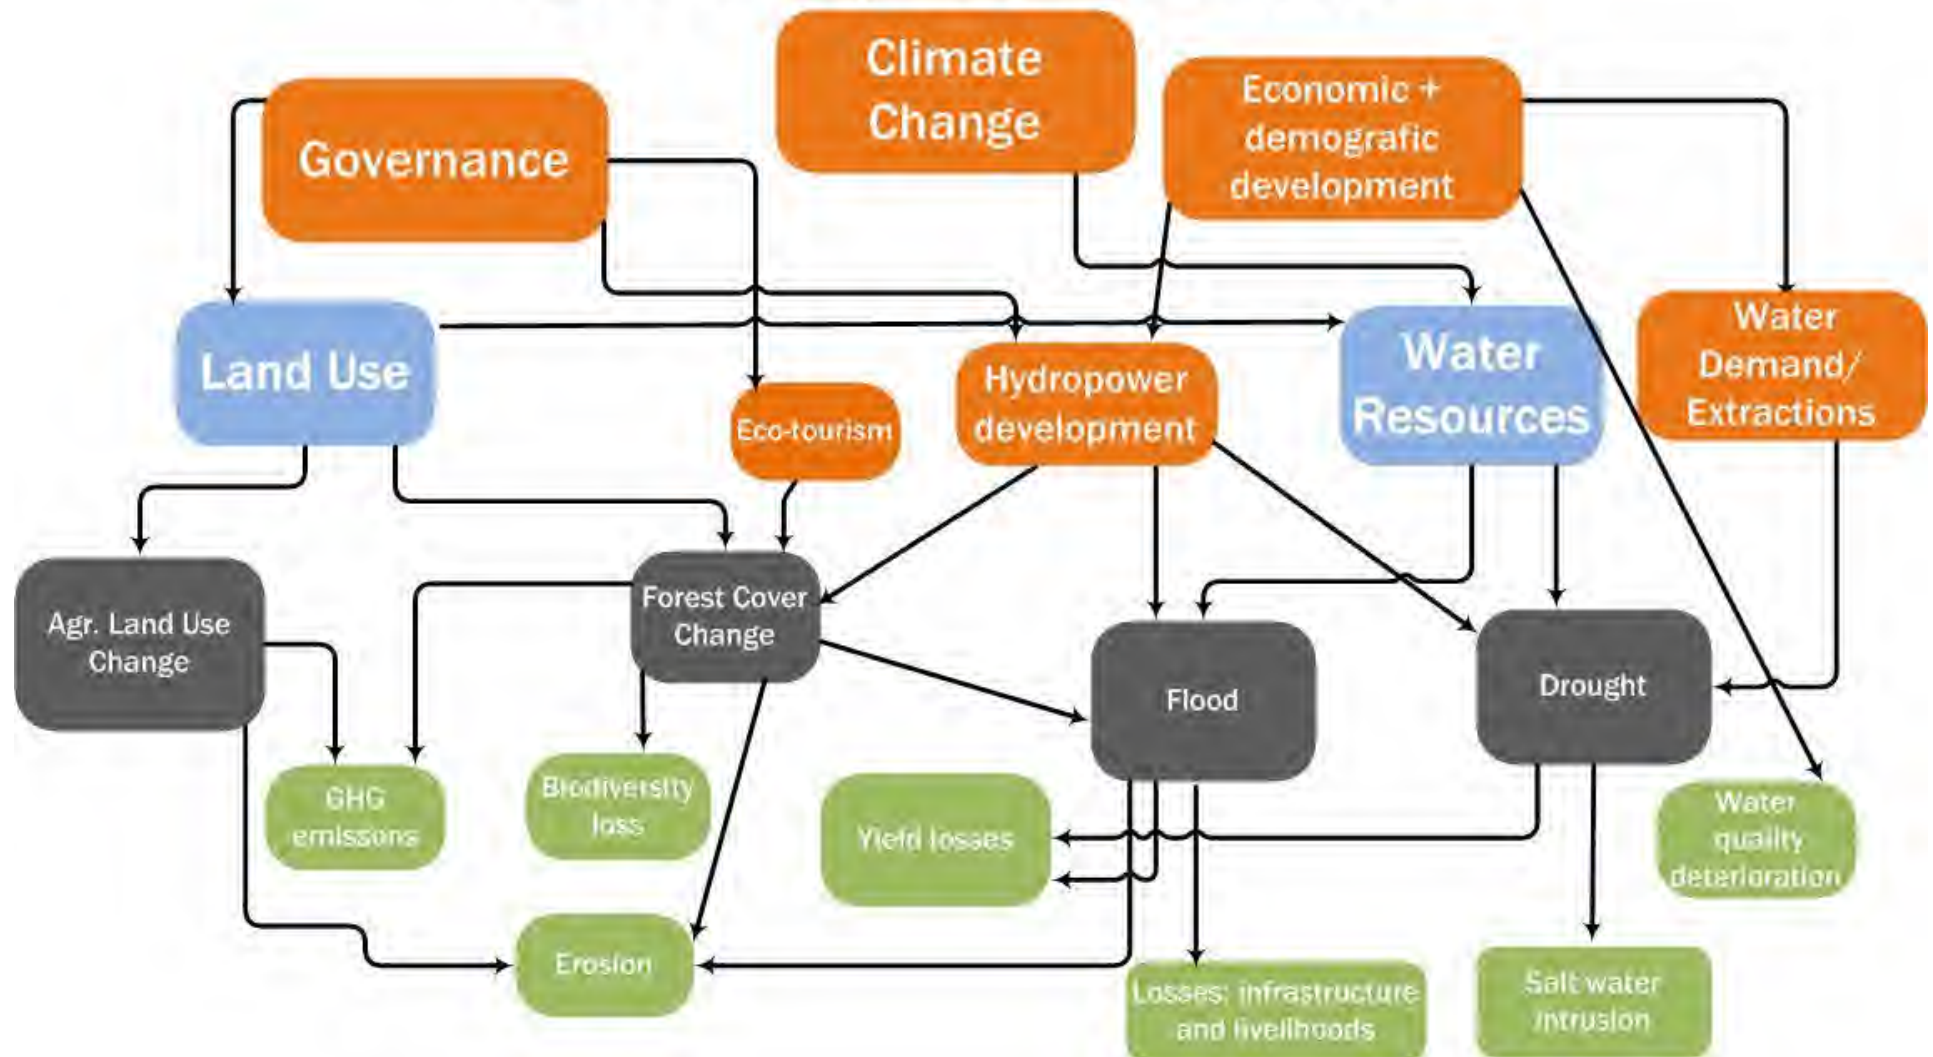 Climate
Change
Economic +
demografic
development
Governance
Water
Demand/
Extractions
Land Use
Water
Resources
Hydropower
development
Eco-tourism
Forest Cover
Change
Agr. Land Use
Change
Flood
Drought
GHG
emissons
Biodiversity
loss
Yield losses
Water
quality
deterioration
Erosion
Losses: infrastructure
and livelihoods
Salt water
intrusion